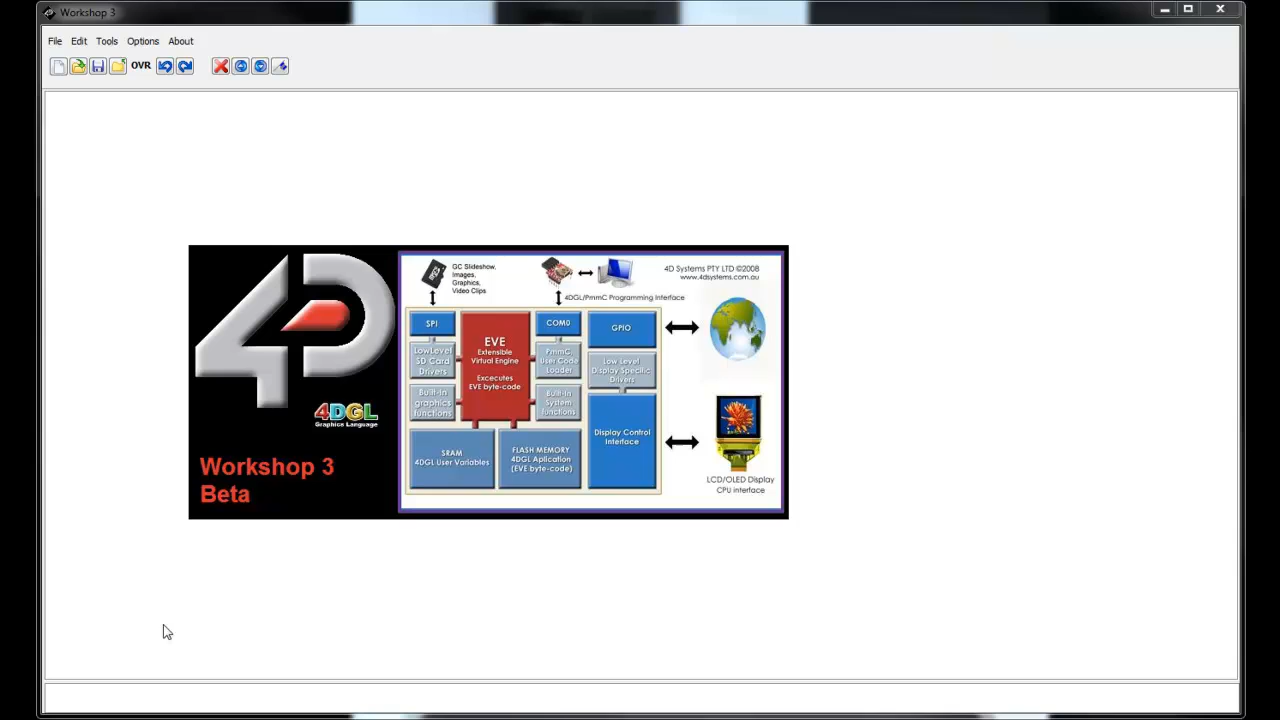 Workshop 3
File Edit Tools Options About
OVR
4D
4DGL
Graphics Language
Workshop 3
Beta
GC Slideshow,
Images,
Graphics,
Video Clips
4D Systems PTY LTD ©2008
www.4dsystems.com.au
4DGL/PmmC Programming Interface
SPI
LowLevel
SD Card
Drivers
Built-in
graphics
functions
EVE
Extensible
Virtual Engine
Excecutes
EVE byte-code
COM0
PmmC,
User Code
Loader
Built-in
System
functions
GPIO
Low Level
Display Specific
Drivers
Display Control
Interface
SRAM
4DGL User Variables
FLASH MEMORY
4DGL Aplication
(EVE byte-code)
LCD/OLED Display
CPU interface